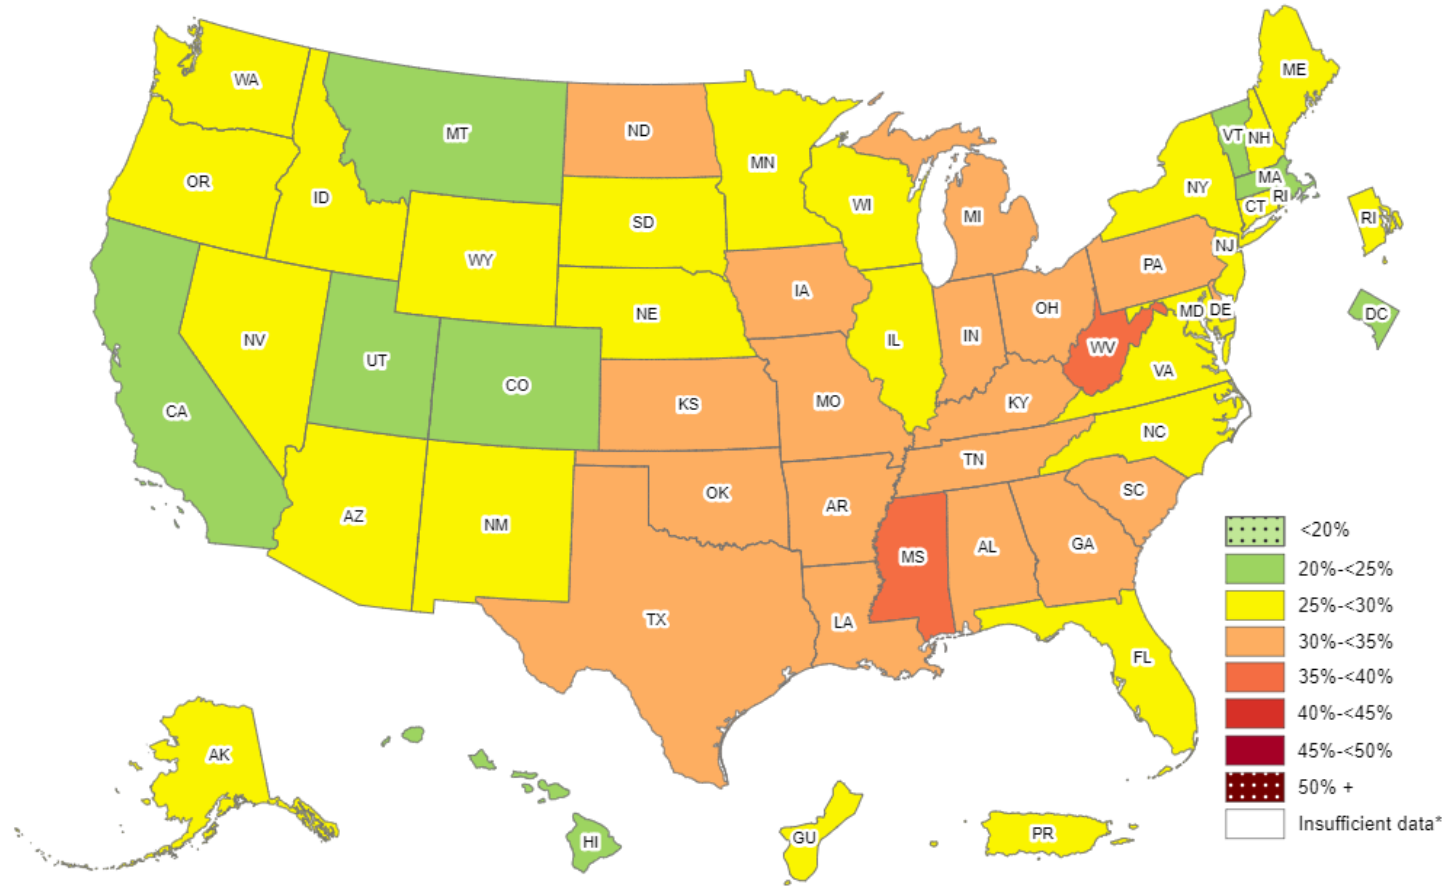 ME
WA
MT
ND
MN
VT
NH
OR
ID
SD
WI
NY
MA
RI
CT
MI
RI
WY
NJ
PA
IA
NE
OH
MD
DE
DC
NV
IL
IN
WV
UT
CO
VA
CA
KS
MO
KY
NC
TN
OK
SC
AR
AZ
NM
GA
AL
MS
<20%
20%-<25%
25%-<30%
TX
LA
30%-<35%
FL
35%-<40%
40%-<45%
AK
45%-<50%
50% +
HI
GU
PR
Insufficient data*